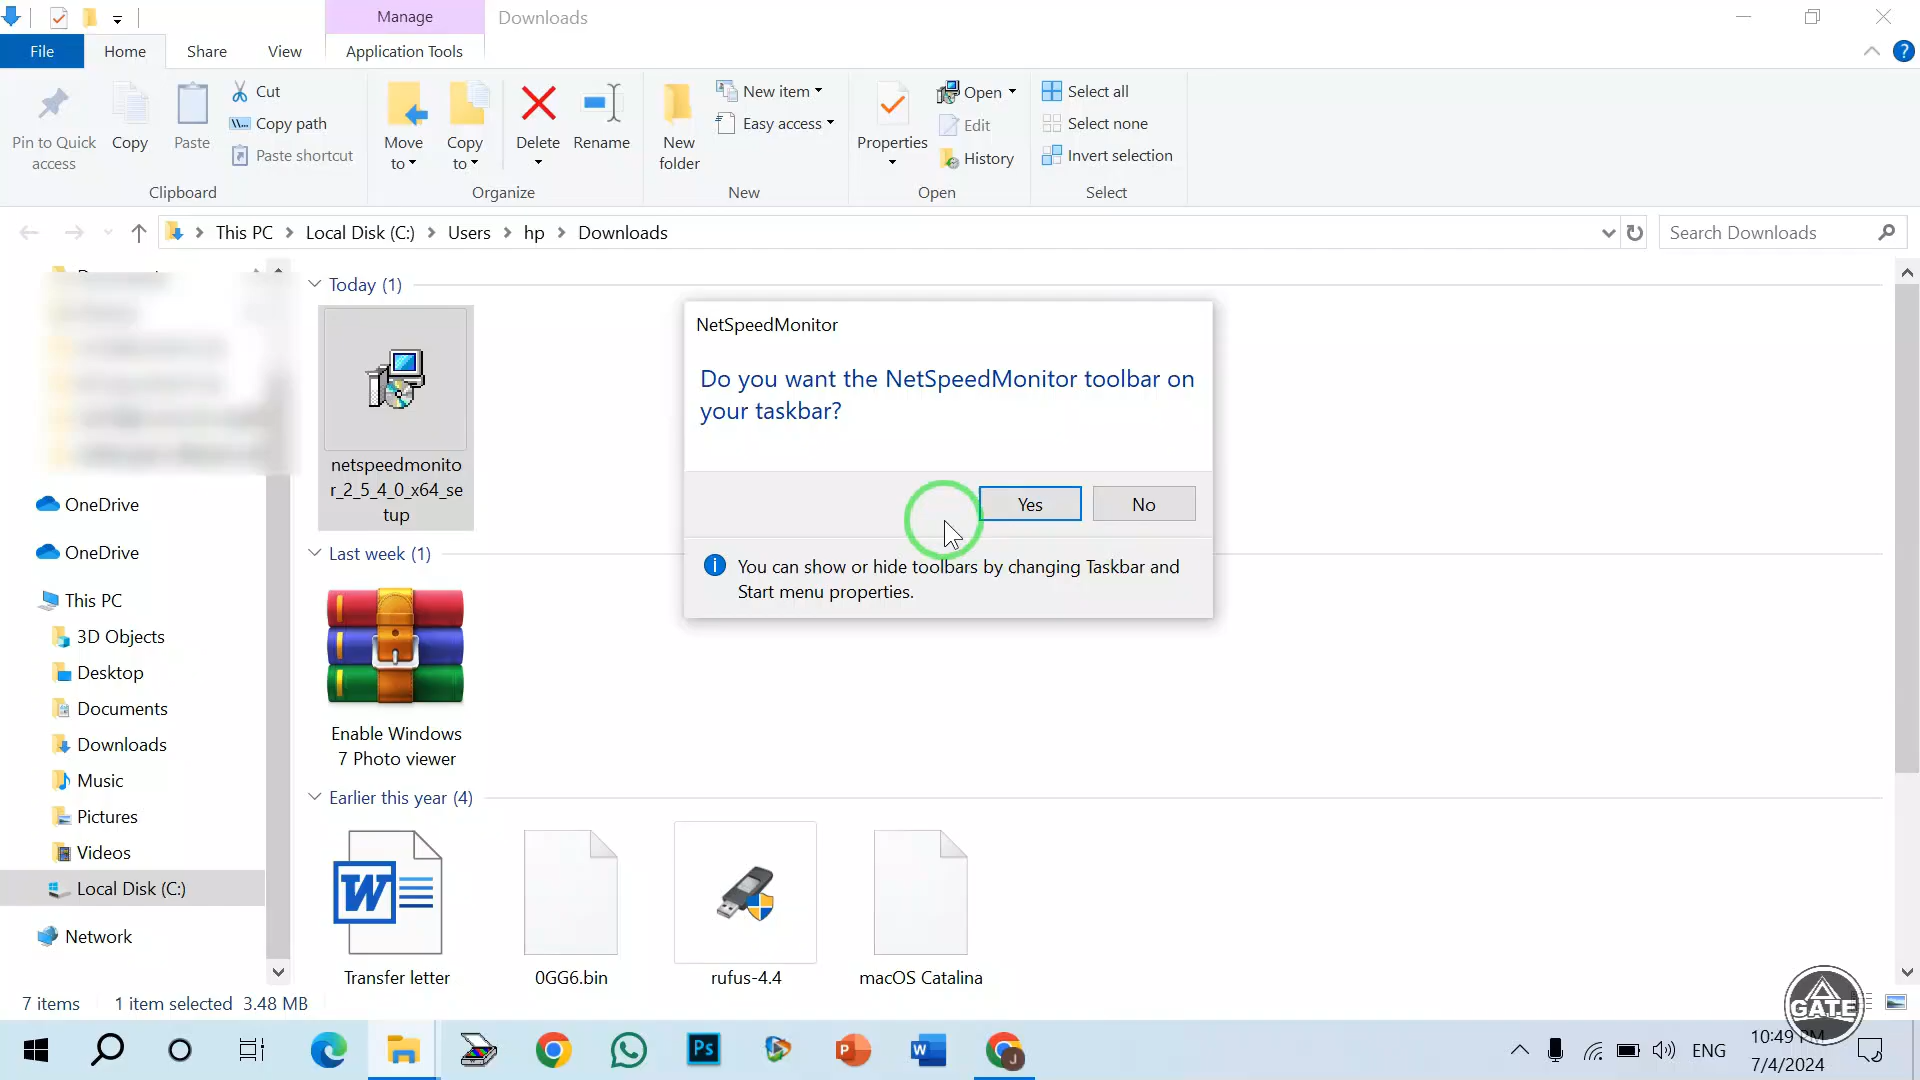 Manage
Downloads
File
Home
Share
View
Application Tools
Pin to Quick
access
Copy
Paste
Cut
Copy path
Paste shortcut
Clipboard
Move
to
Copy
to
Delete
Rename
Organize
New
folder
New item
Easy access
New
Properties
Open
Edit
History
Open
Select all
Select none
Invert selection
Select
This PC
Local Disk (C:)
Users
hp
Downloads
Search Downloads
OneDrive
OneDrive
This PC
3D Objects
Desktop
Documents
Downloads
Music
Pictures
Videos
Local Disk (C:)
Network
Today (1)
netspeedmonito
r_2_5_4_0_x64_se
tup
Last week (1)
Enable Windows
7 Photo viewer
Earlier this year (4)
Transfer letter
0GG6.bin
rufus-4.4
macOS Catalina
NetSpeedMonitor
Do you want the NetSpeedMonitor toolbar on
your taskbar?
Yes
No
You can show or hide toolbars by changing Taskbar and
Start menu properties.
7 items
1 item selected 3.48 MB
GATE
Ps
J
ENG
10:49 PM
7/4/2024